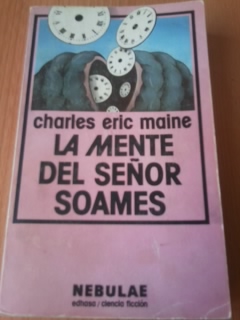 charles eric maine
LA MENTE
DEL SEÑOR
SOAMES
NEBULAE
edhasa / ciencia ficción